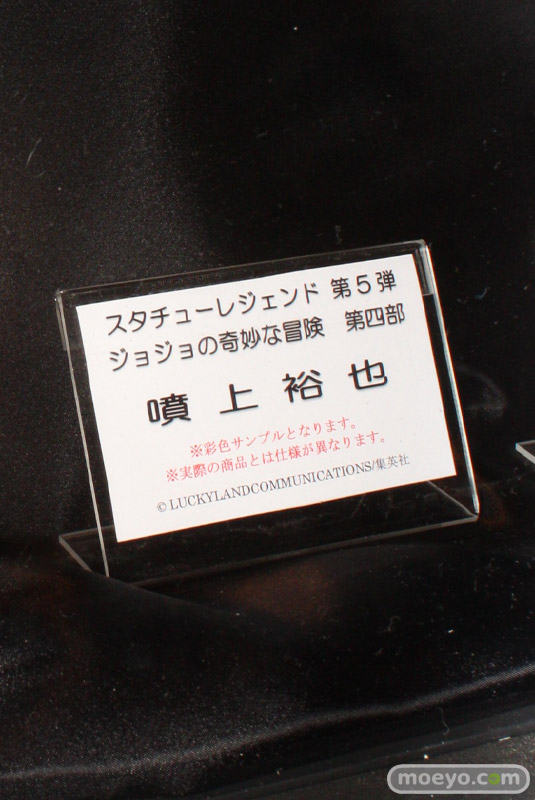 スタチューレジェンド 第5弾
ジョジョの奇妙な冒険 第四部
噴上裕也
※彩色サンプルとなります。
※実際の商品とは仕様が異なります。
©LUCKYLANDCOMMUNICATIONS/集英社
moeyo.com